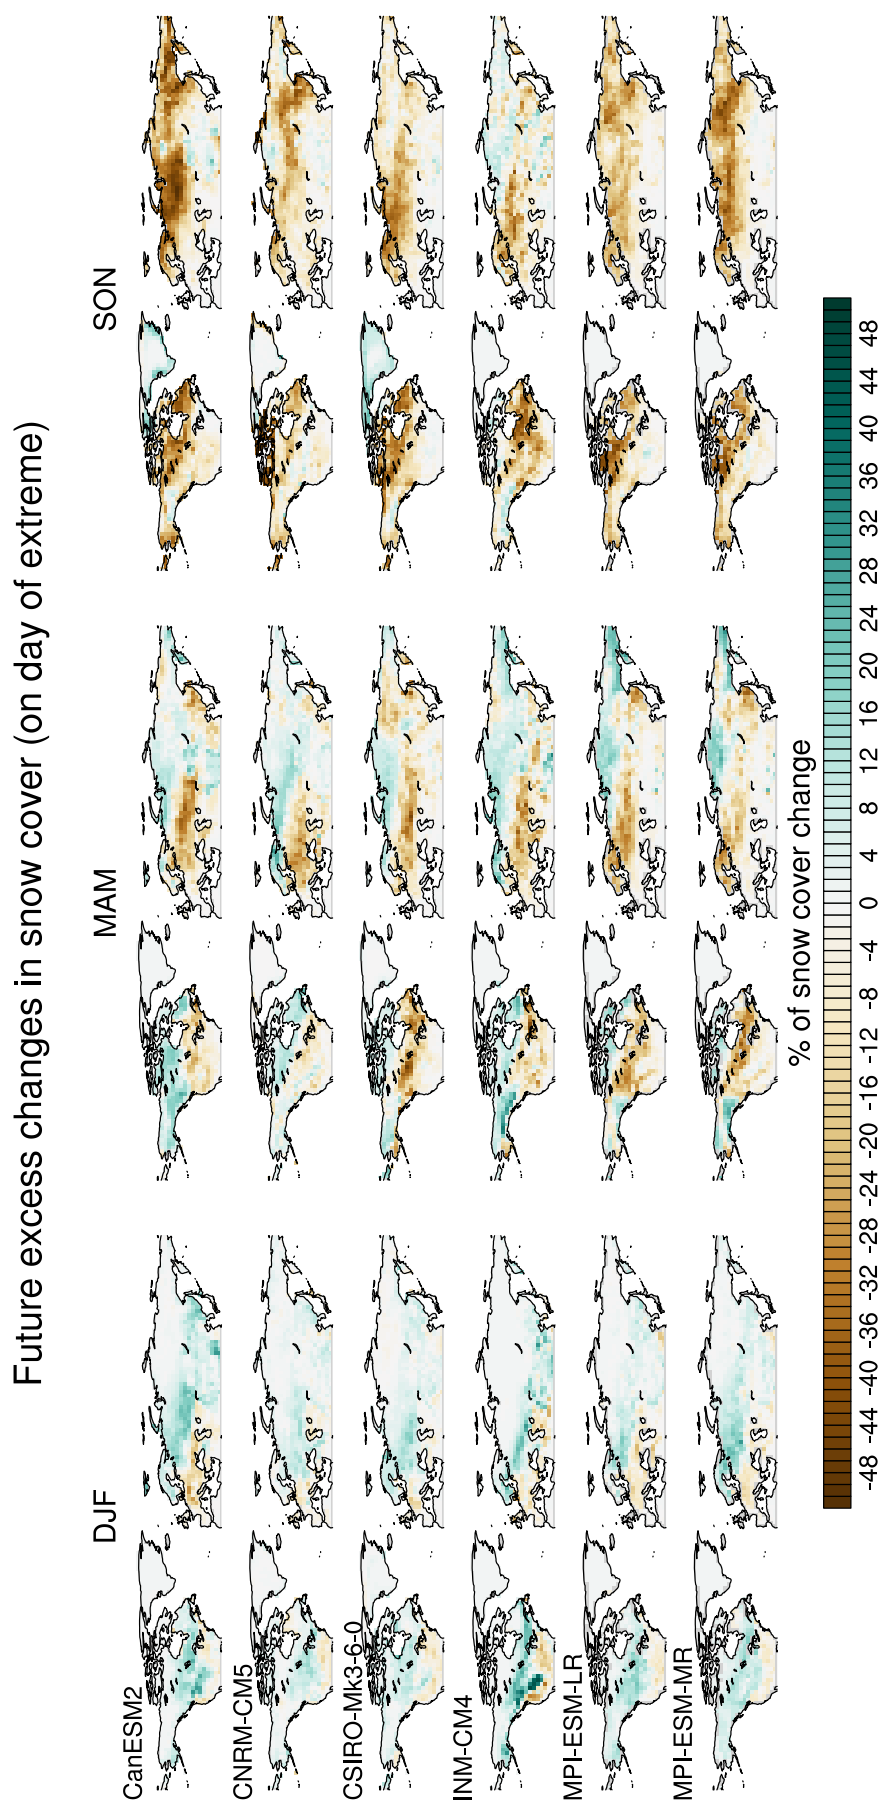 Future excess changes in snow cover (on day of extreme)
DJF MAM SON
CanESM2
CNRM-CM5
CSIRO-Mk3-6-0
INM-CM4
MPI-ESM-LR
MPI-ESM-MR
% of snow cover change
-48 -44 -40 -36 -32 -28 -24 -20 -16 -12 -8 -4 0 4 8 12 16 20 24 28 32 36 40 44 48